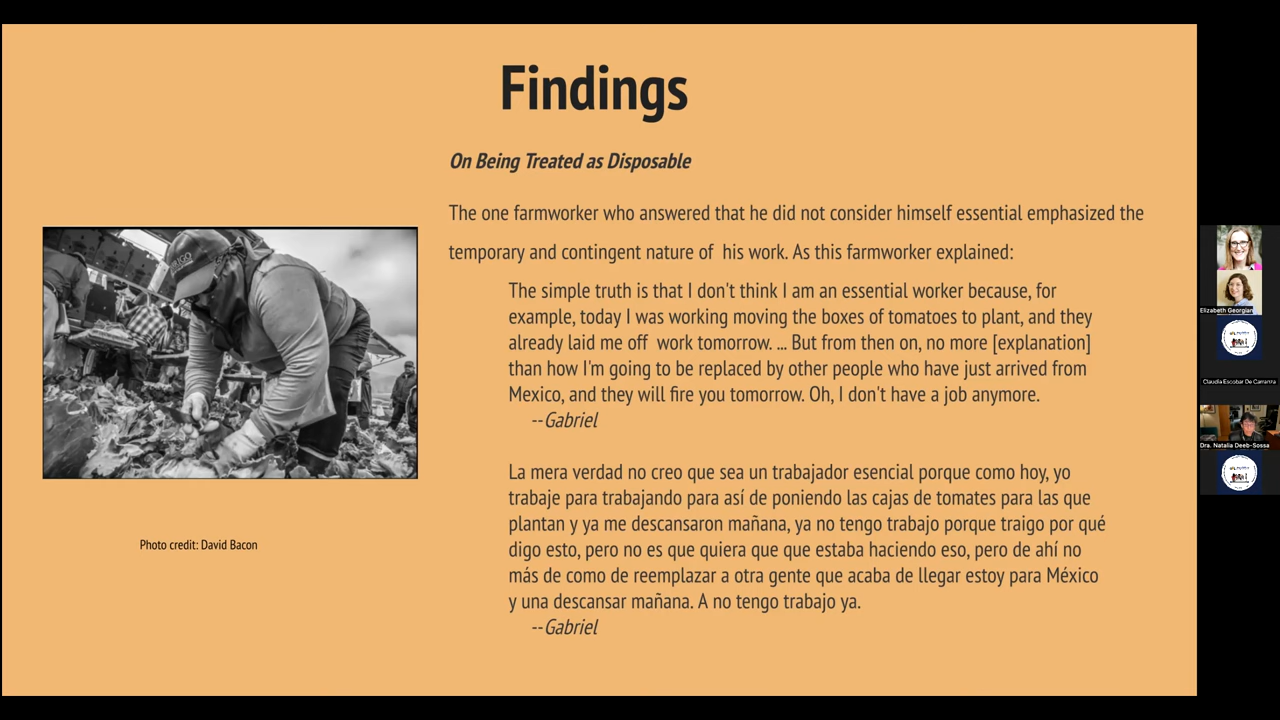 Findings
On Being Treated as Disposable
The one farmworker who answered that he did not consider himself essential emphasized the
temporary and contingent nature of his work. As this farmworker explained:
The simple truth is that I don't think I am an essential worker because, for
example, today I was working moving the boxes of tomatoes to plant, and they
already laid me off work tomorrow. ... But from then on, no more [explanation]
than how I'm going to be replaced by other people who have just arrived from
Mexico, and they will fire you tomorrow. Oh, I don't have a job anymore.
--Gabriel
La mera verdad no creo que sea un trabajador esencial porque como hoy, yo
trabaje para trabajando para así de poniendo las cajas de tomates para las que
plantan y ya me descansaron mañana, ya no tengo trabajo porque traigo por qué
digo esto, pero no es que quiera que que estaba haciendo eso, pero de ahí no
más de como de reemplazar a otra gente que acaba de llegar estoy para México
y una descansar mañana. A no tengo trabajo ya.
--Gabriel
Photo credit: David Bacon
Elizabeth Georgian
Claudia Escobar De Carranza
Dra. Natalia Deeb-Sossa